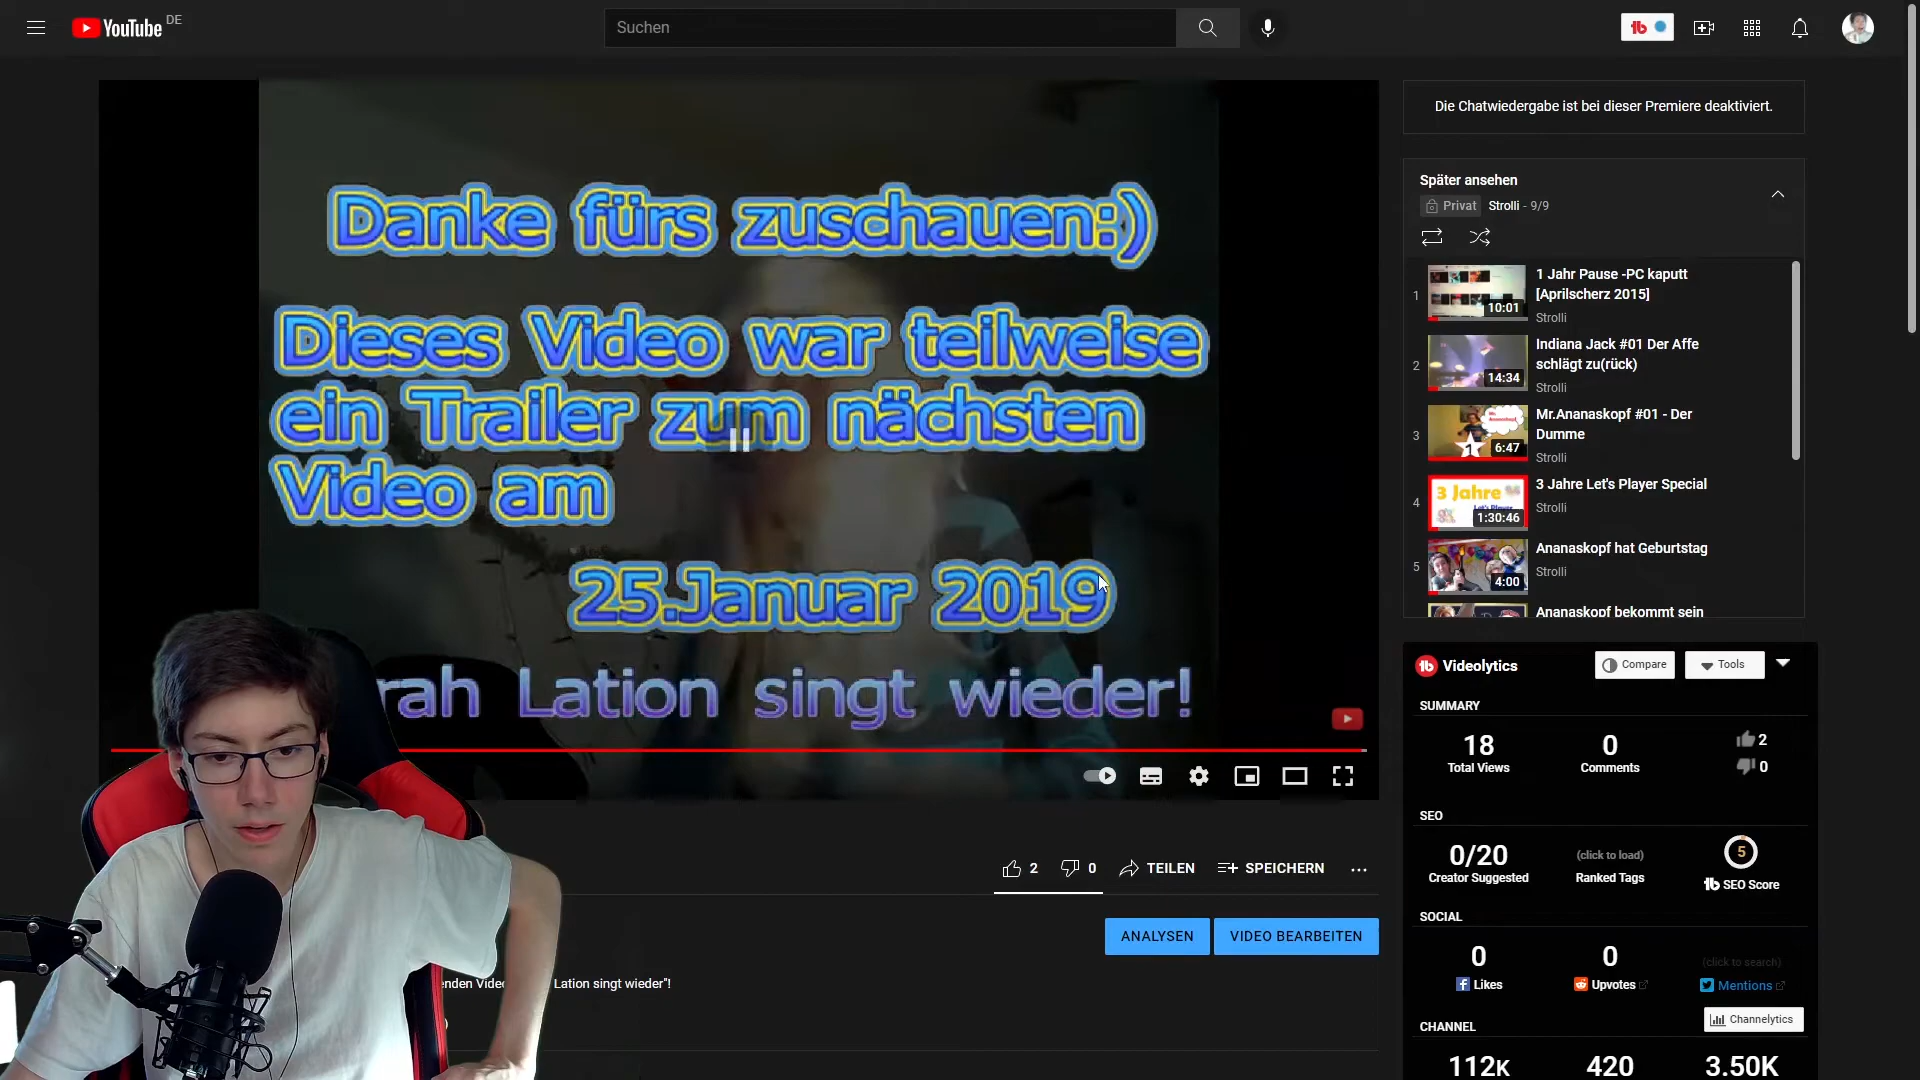 YouTube DE
Suchen
Danke fürs zuschauen:)
Dieses Video war teilweise
ein Trailer zum nächsten
Video am
25.Januar 2019
rah Lation singt wieder!
2
0
TEILEN
SPEICHERN
ANALYSEN
VIDEO BEARBEITEN
enden Vide
Lation singt wieder"!
Die Chatwiedergabe ist bei dieser Premiere deaktiviert.
Später ansehen
Privat Strolli - 9/9
1
10:01
1 Jahr Pause -PC kaputt
[Aprilscherz 2015]
Strolli
2
14:34
Indiana Jack #01 Der Affe
schlägt zu(rück)
Strolli
3
6:47
Mr.Ananaskopf #01 - Der
Dumme
Strolli
4
3 Jahre
1:30:46
3 Jahre Let's Player Special
Strolli
5
4:00
Ananaskopf hat Geburtstag
Strolli
Ananaskopf bekommt sein
Videolytics
Compare
Tools
SUMMARY
18
Total Views
0
Comments
2
0
SEO
0/20
Creator Suggested
(click to load)
Ranked Tags
5
SEO Score
SOCIAL
0
Likes
0
Upvotes
(click to search)
Mentions
Channelytics
CHANNEL
112K
420
3.50K